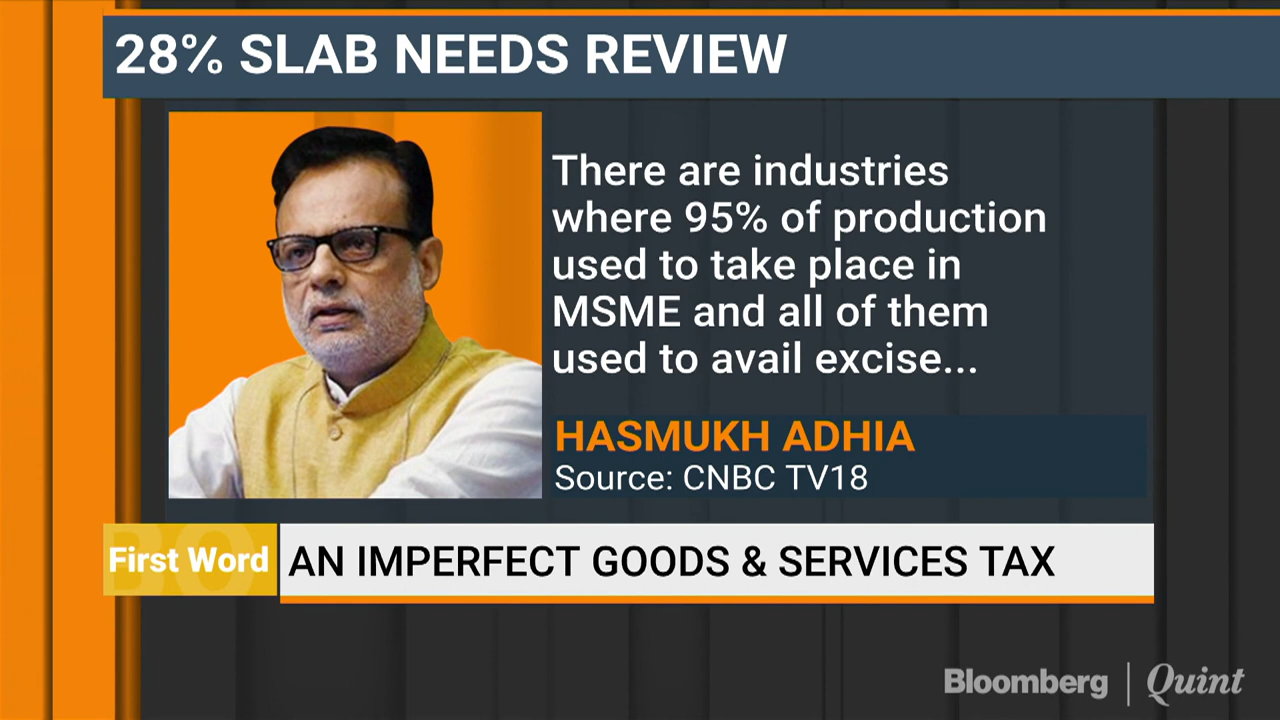 28% SLAB NEEDS REVIEW
There are industries
where 95% of production
used to take place in
MSME and all of them
used to avail excise...
HASMUKH ADHIA
Source: CNBC TV18
First Word
AN IMPERFECT GOODS & SERVICES TAX
Bloomberg | Quint